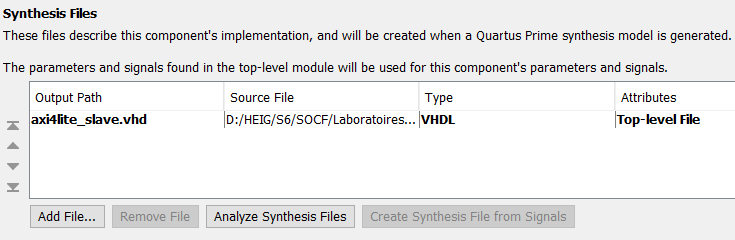 Synthesis Files
These files describe this component's implementation, and will be created when a Quartus Prime synthesis model is generated.
The parameters and signals found in the top-level module will be used for this component's parameters and signals.
Output Path Source File Type Attributes
axi4lite_slave.vhd D:/HEIG/S6/SOCF/Laboratoires... VHDL Top-level File
Add File... Remove File Analyze Synthesis Files Create Synthesis File from Signals